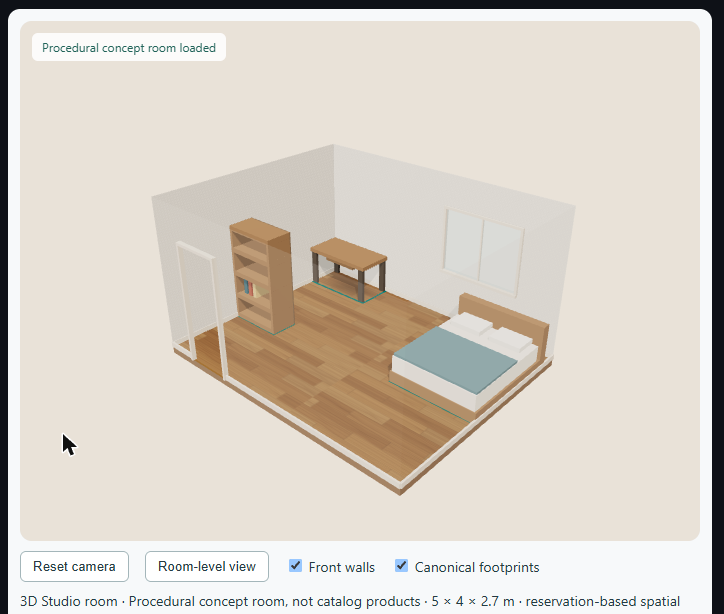 Procedural concept room loaded
Reset camera
Room-level view
Front walls
Canonical footprints
3D Studio room · Procedural concept room, not catalog products · 5 × 4 × 2.7 m · reservation-based spatial